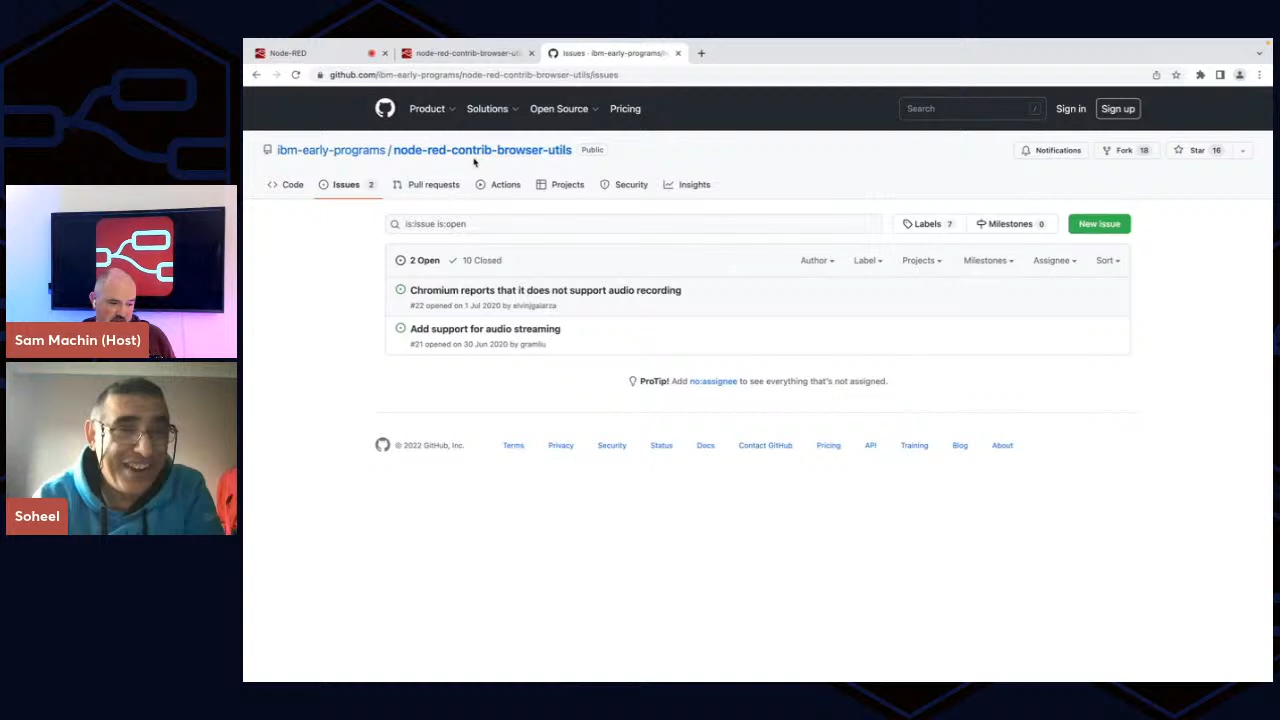 Node-RED
node-red-contrib-browser-uti
Issues · ibm-early-programs/n
github.com/ibm-early-programs/node-red-contrib-browser-utils/issues
Product
Solutions
Open Source
Pricing
Search
/
Sign in
Sign up
ibm-early-programs / node-red-contrib-browser-utils
Public
Notifications
Fork 18
Star 16
Code
Issues 2
Pull requests
Actions
Projects
Security
Insights
is:issue is:open
Labels 7
Milestones 0
New issue
2 Open
10 Closed
Author
Label
Projects
Milestones
Assignee
Sort
Chromium reports that it does not support audio recording
#22 opened on 1 Jul 2020 by elvinjgalarza
Add support for audio streaming
#21 opened on 30 Jun 2020 by gramliu
ProTip! Add no:assignee to see everything that's not assigned.
© 2022 GitHub, Inc.
Terms
Privacy
Security
Status
Docs
Contact GitHub
Pricing
API
Training
Blog
About
Sam Machin (Host)
Soheel